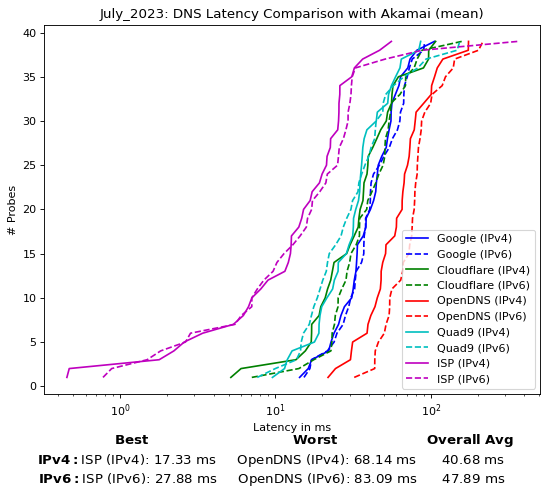 July_2023: DNS Latency Comparison with Akamai (mean)
# Probes
40
35
30
25
20
15
10
5
0
10⁰ 10¹ 10²
Latency in ms
Google (IPv4)
Google (IPv6)
Cloudflare (IPv4)
Cloudflare (IPv6)
OpenDNS (IPv4)
OpenDNS (IPv6)
Quad9 (IPv4)
Quad9 (IPv6)
ISP (IPv4)
ISP (IPv6)
Best Worst Overall Avg
IPv4: ISP (IPv4): 17.33 ms OpenDNS (IPv4): 68.14 ms 40.68 ms
IPv6: ISP (IPv6): 27.88 ms OpenDNS (IPv6): 83.09 ms 47.89 ms